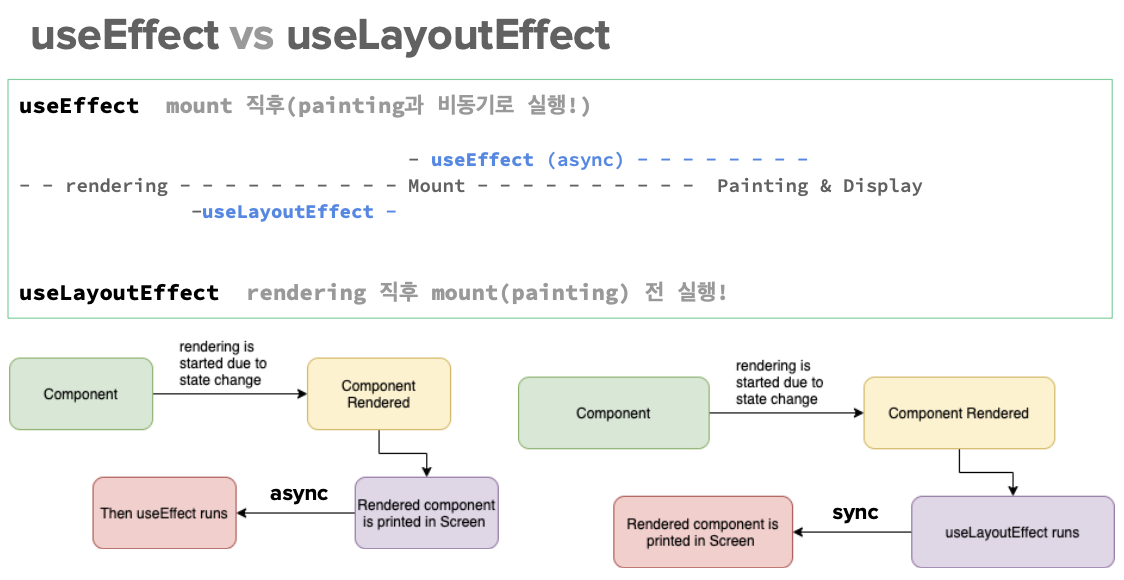 useEffect vs useLayoutEffect
useEffect mount 직후(painting과 비동기로 실행!)
- useEffect (async) - - - - - - - -
- - rendering - - - - - - - - - - Mount - - - - - - - - - - Painting & Display
-useLayoutEffect -
useLayoutEffect rendering 직후 mount(painting) 전 실행!
Component
rendering is
started due to
state change
Component
Rendered
Rendered component
is printed in Screen
async
Then useEffect runs
Component
rendering is
started due to
state change
Component Rendered
useLayoutEffect runs
sync
Rendered component is
printed in Screen